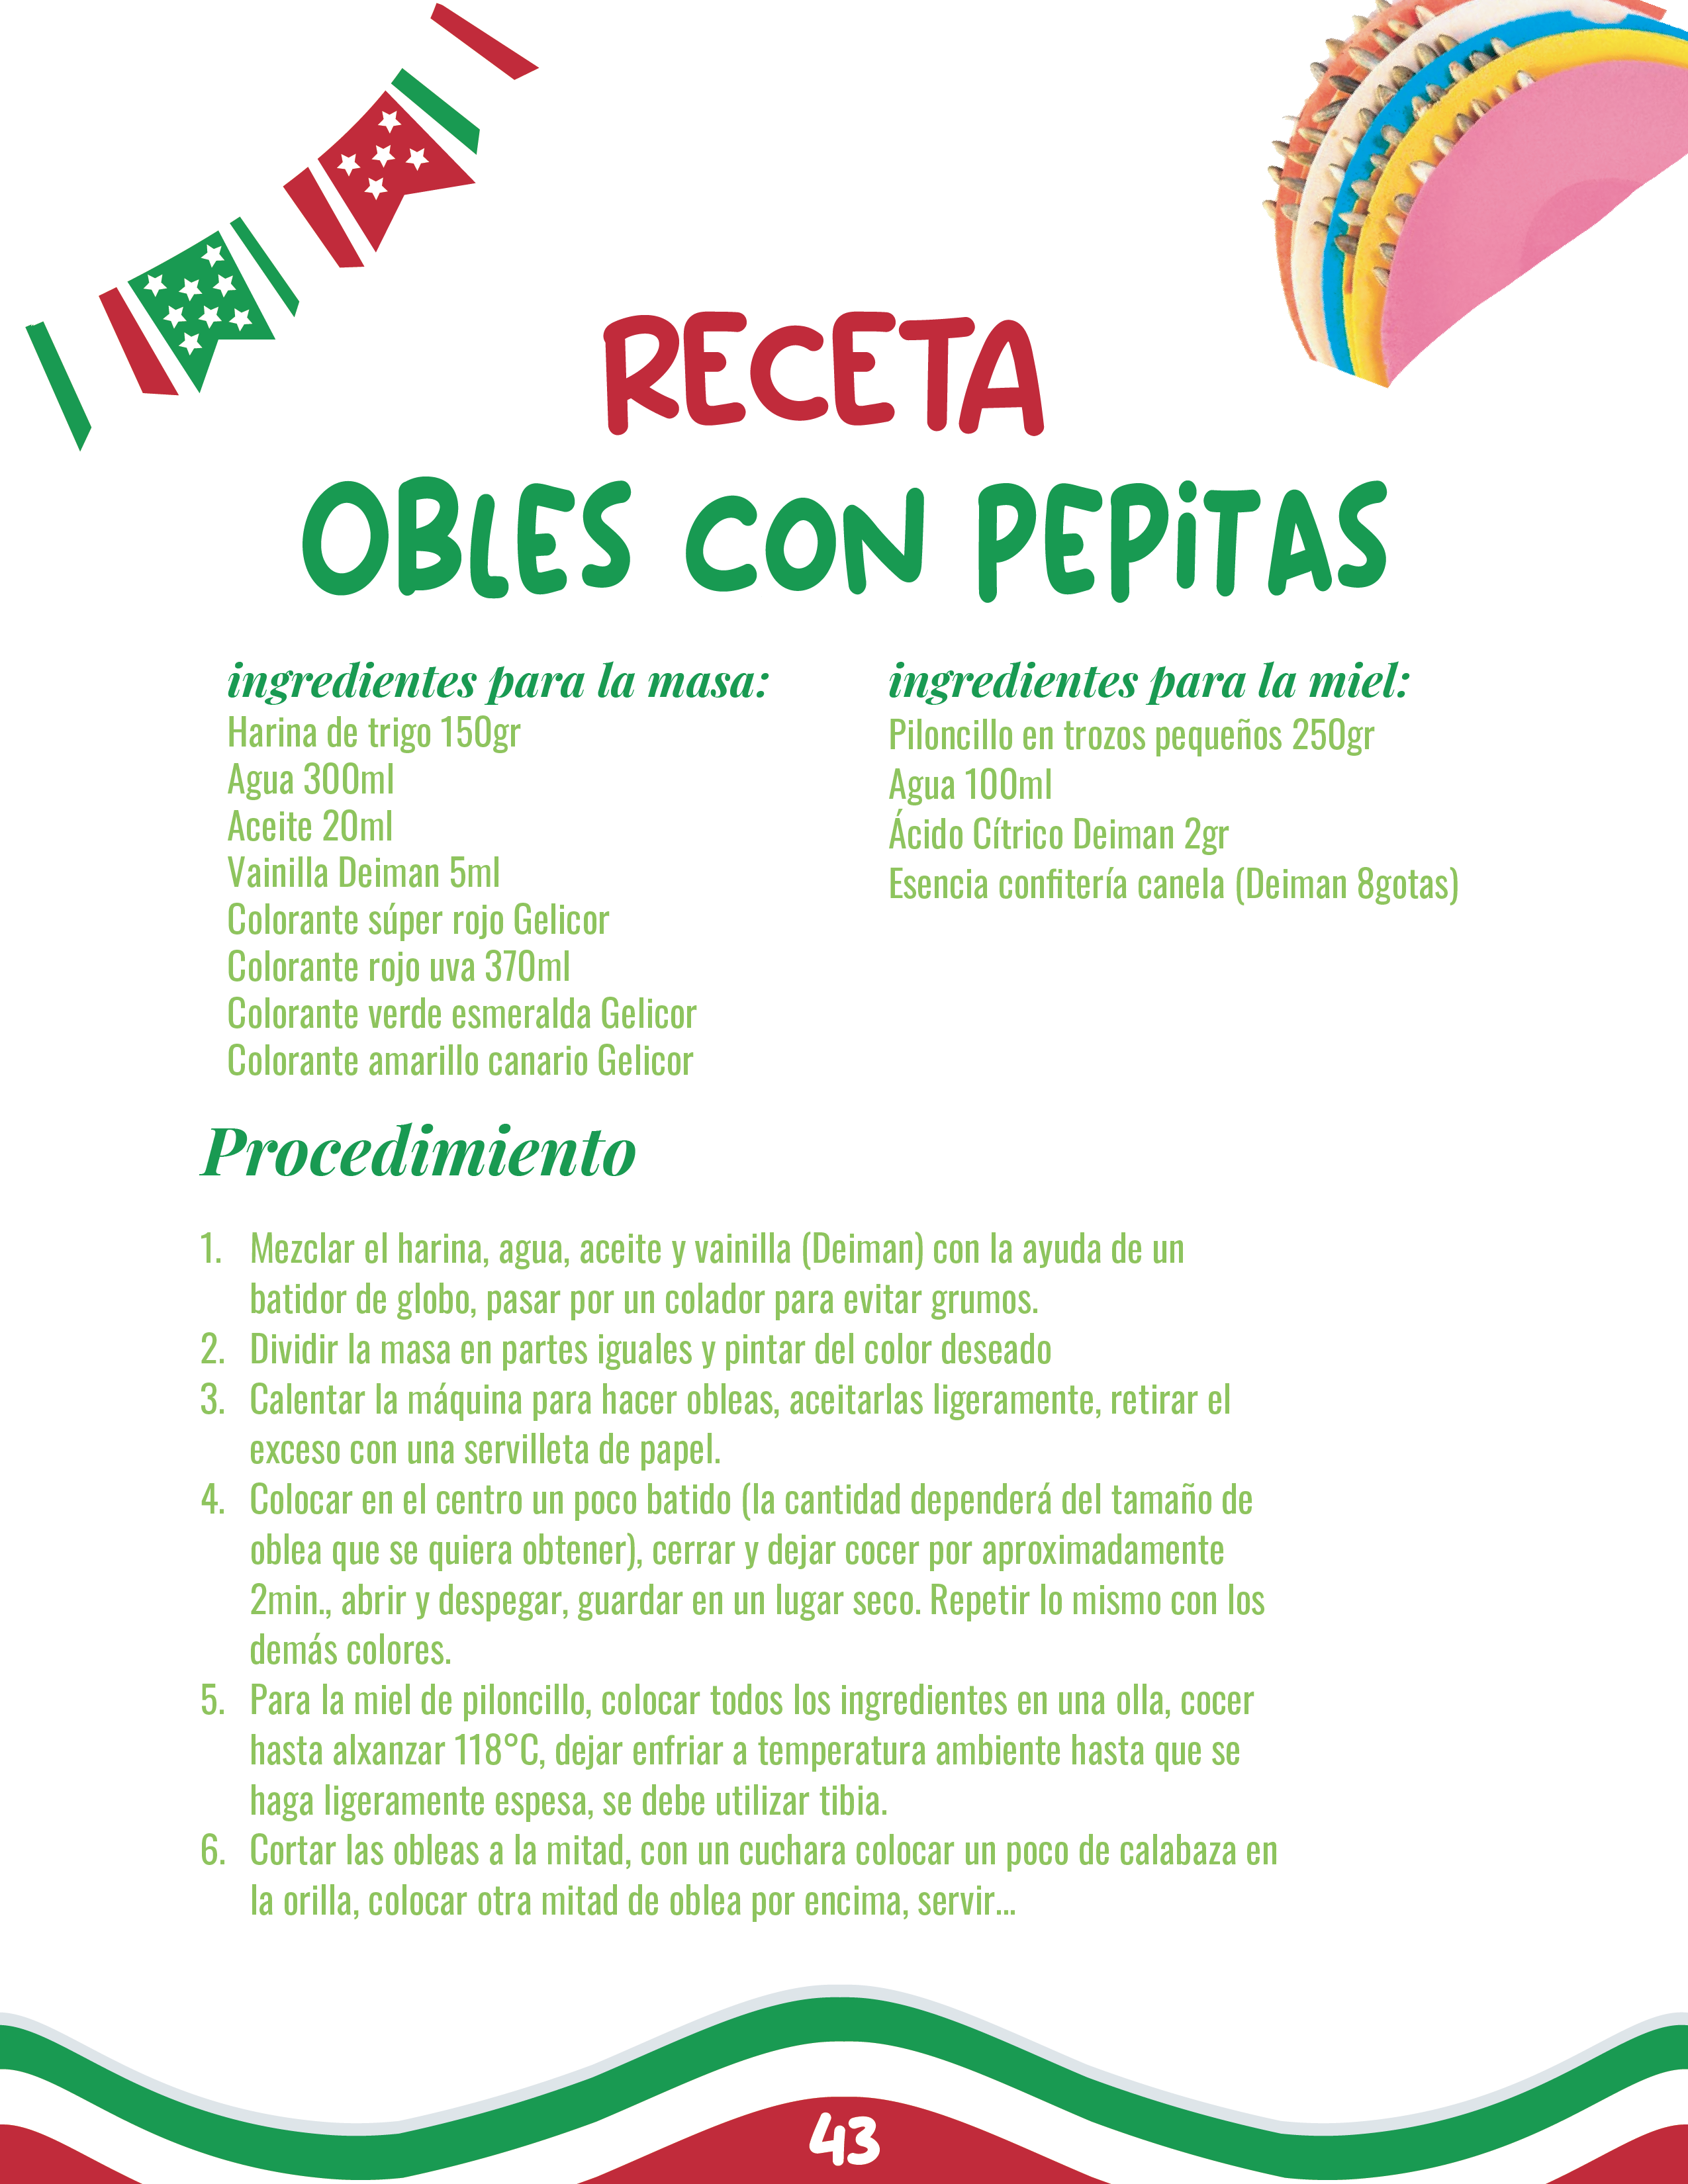 RECETA
OBLES CON PEPiTAS
ingredientes para la masa:
Harina de trigo 150gr
Agua 300ml
Aceite 20ml
Vainilla Deiman 5ml
Colorante súper rojo Gelicor
Colorante rojo uva 370ml
Colorante verde esmeralda Gelicor
Colorante amarillo canario Gelicor
ingredientes para la miel:
Piloncillo en trozos pequeños 250gr
Agua 100ml
Ácido Cítrico Deiman 2gr
Esencia confitería canela (Deiman 8gotas)
Procedimiento
1. Mezclar el harina, agua, aceite y vainilla (Deiman) con la ayuda de un
batidor de globo, pasar por un colador para evitar grumos.
2. Dividir la masa en partes iguales y pintar del color deseado
3. Calentar la máquina para hacer obleas, aceitarlas ligeramente, retirar el
exceso con una servilleta de papel.
4. Colocar en el centro un poco batido (la cantidad dependerá del tamaño de
oblea que se quiera obtener), cerrar y dejar cocer por aproximadamente
2min., abrir y despegar, guardar en un lugar seco. Repetir lo mismo con los
demás colores.
5. Para la miel de piloncillo, colocar todos los ingredientes en una olla, cocer
hasta alxanzar 118°C, dejar enfriar a temperatura ambiente hasta que se
haga ligeramente espesa, se debe utilizar tibia.
6. Cortar las obleas a la mitad, con un cuchara colocar un poco de calabaza en
la orilla, colocar otra mitad de oblea por encima, servir...
43